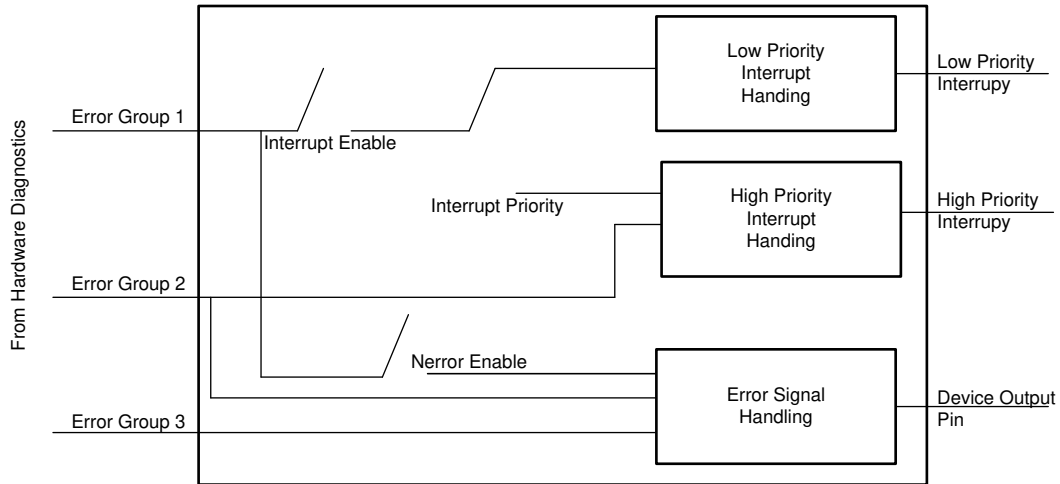 From Hardware Diagnostics
Error Group 1
Interrupt Enable
Low Priority
Interrupt
Handing
Low Priority
Interrupy
Interrupt Priority
High Priority
Interrupt
Handing
High Priority
Interrupy
Error Group 2
Nerror Enable
Error Signal
Handling
Device Output
Pin
Error Group 3